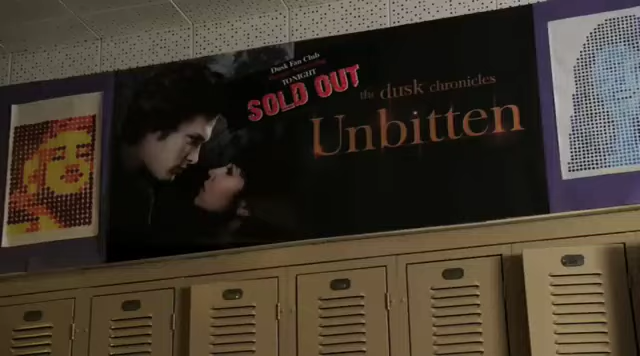 Dusk Fan Club
TONIGHT
SOLD OUT
the dusk chronicles
Unbitten